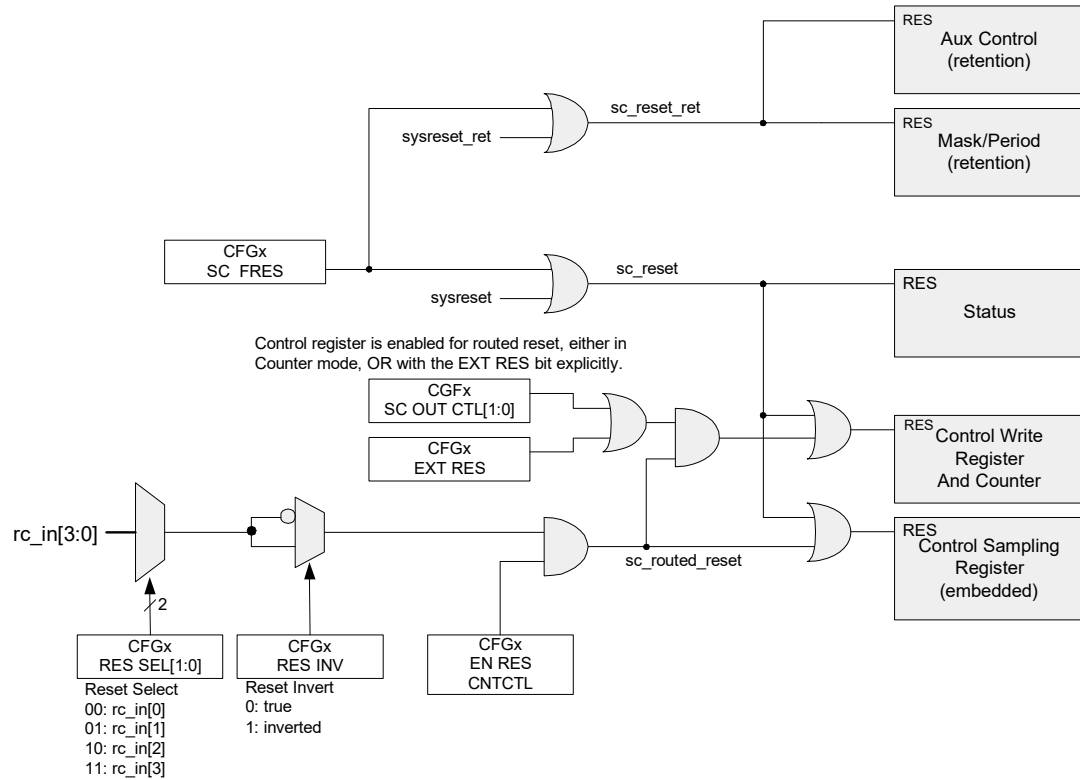 RES
Aux Control
(retention)
sc_reset_ret
sysreset_ret
RES
Mask/Period
(retention)
CFGx
SC FRES
sc_reset
sysreset
RES
Status
Control register is enabled for routed reset, either in
Counter mode, OR with the EXT RES bit explicitly.
CGFx
SC OUT CTL[1:0]
CFGx
EXT RES
RES
Control Write
Register
And Counter
rc_in[3:0]
sc_routed_reset
RES
Control Sampling
Register
(embedded)
2
CFGx
RES SEL[1:0]
Reset Select
00: rc_in[0]
01: rc_in[1]
10: rc_in[2]
11: rc_in[3]
CFGx
RES INV
Reset Invert
0: true
1: inverted
CFGx
EN RES
CNTCTL